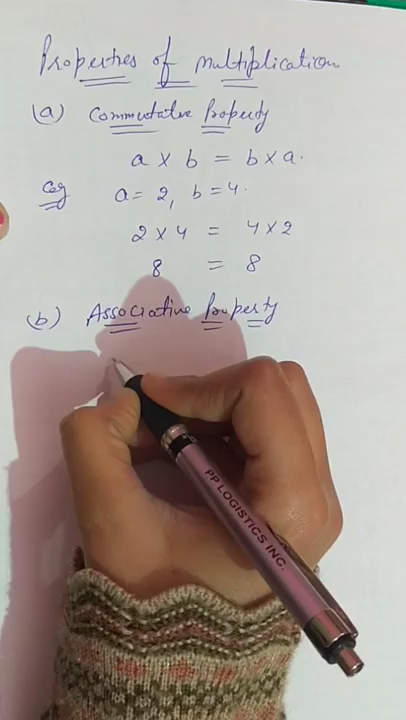 Properties of multiplication
(a) Commutative Property
a × b = b × a.
eg a = 2, b = 4.
2 × 4 = 4 × 2
8 = 8
(b) Associative Property
PP LOGISTICS INC.